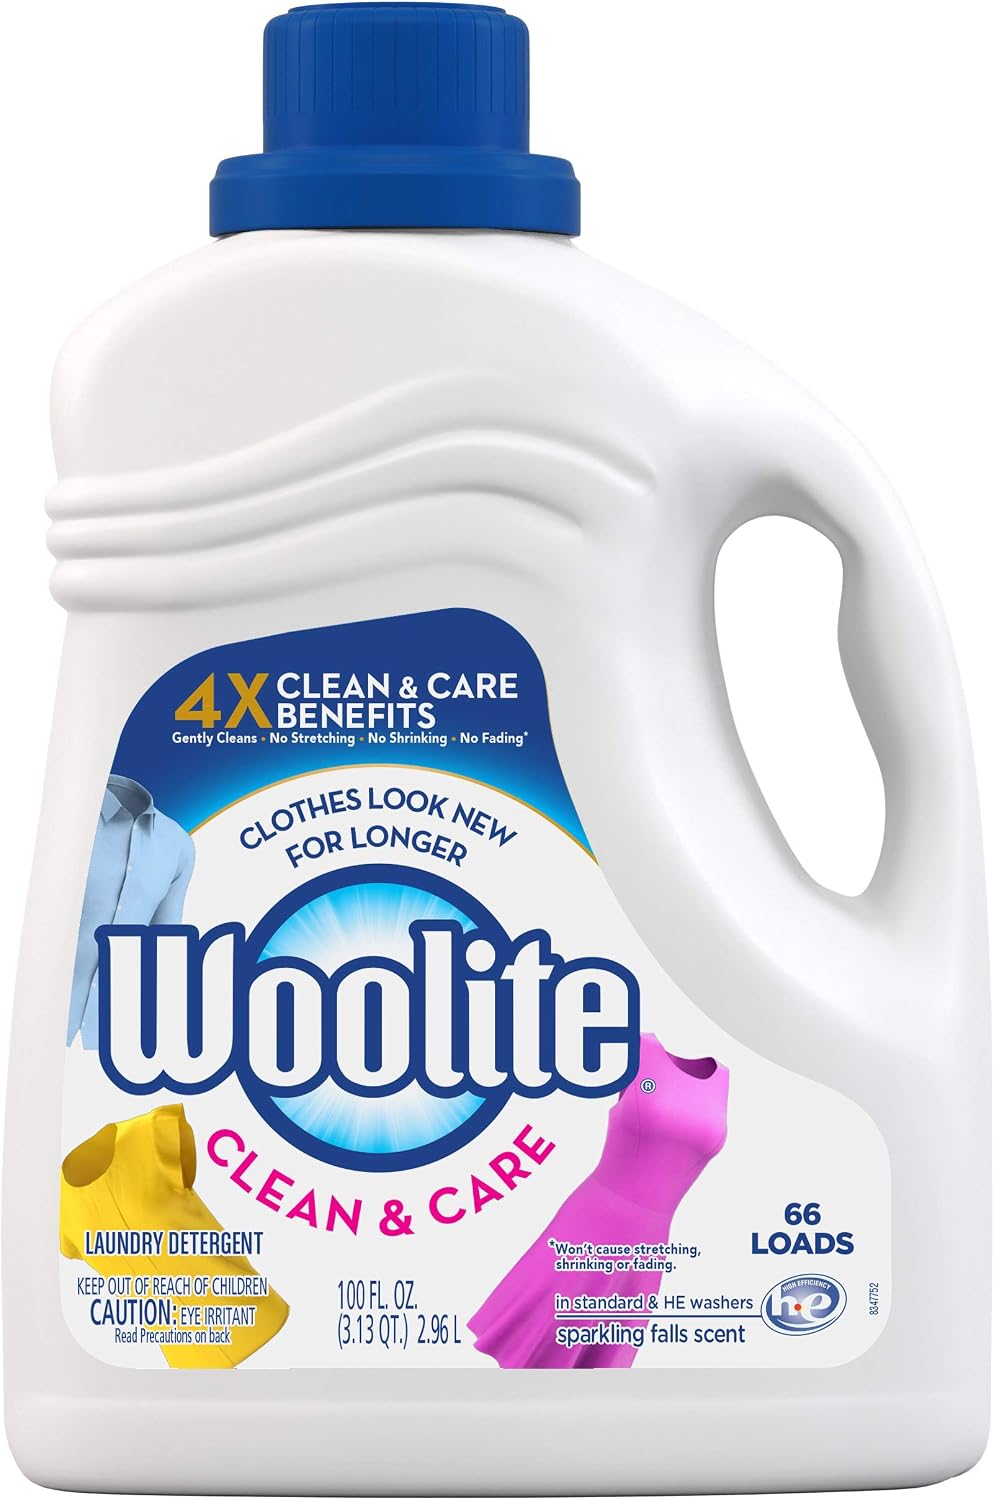 4X CLEAN & CARE
BENEFITS
Gently Cleans • No Stretching • No Shrinking • No Fading*
CLOTHES LOOK NEW
FOR LONGER
Woolite®
CLEAN & CARE
LAUNDRY DETERGENT
KEEP OUT OF REACH OF CHILDREN
CAUTION: EYE IRRITANT
Read Precautions on back
100 FL. OZ.
(3.13 QT.) 2.96 L
*Won't cause stretching,
shrinking or fading.
in standard & HE washers
sparkling falls scent
66
LOADS
HIGH EFFICIENCY
he
8347752